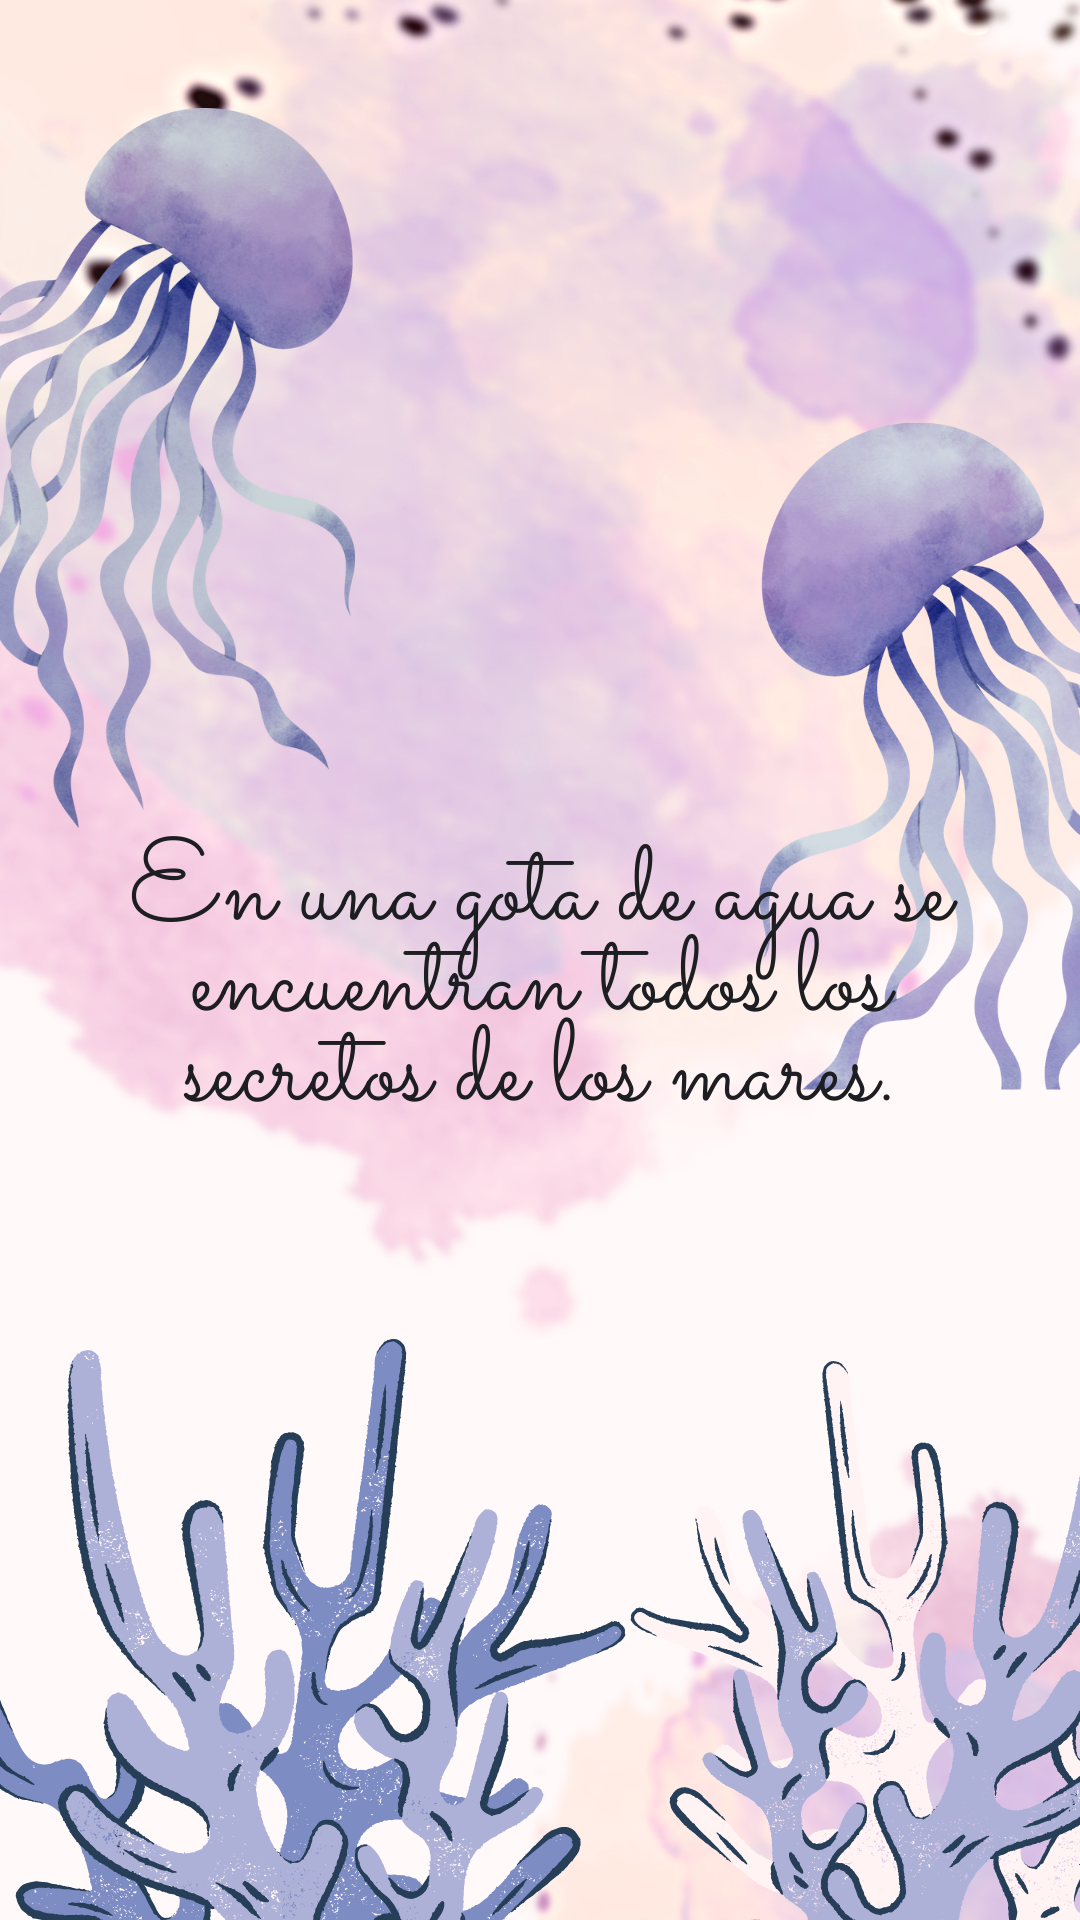 En una gota de agua se
encuentran todos los
secretos de los mares.